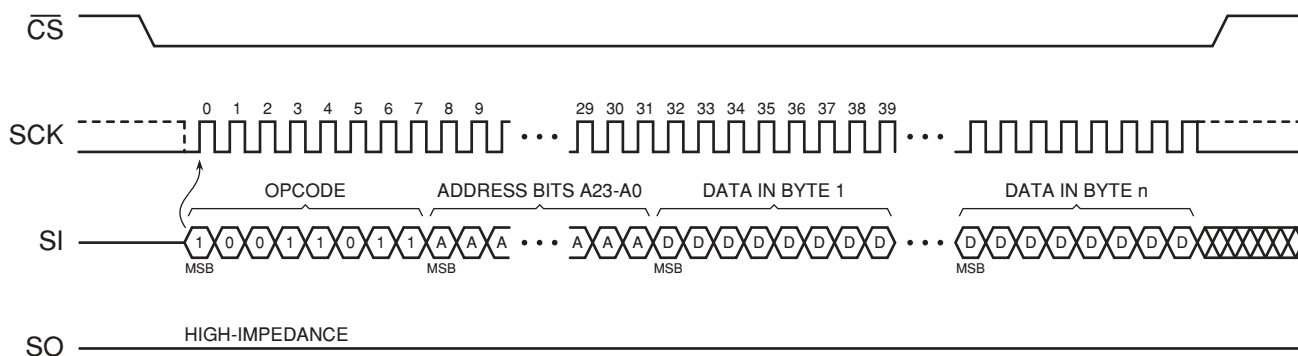 CS
SCK
0 1 2 3 4 5 6 7 8 9 29 30 31 32 33 34 35 36 37 38 39
OPCODE ADDRESS BITS A23-A0 DATA IN BYTE 1 DATA IN BYTE n
SI
1 0 0 1 1 0 1 1 A A A A A A D D D D D D D D D D D D D D D D
MSB MSB MSB MSB
HIGH-IMPEDANCE
SO